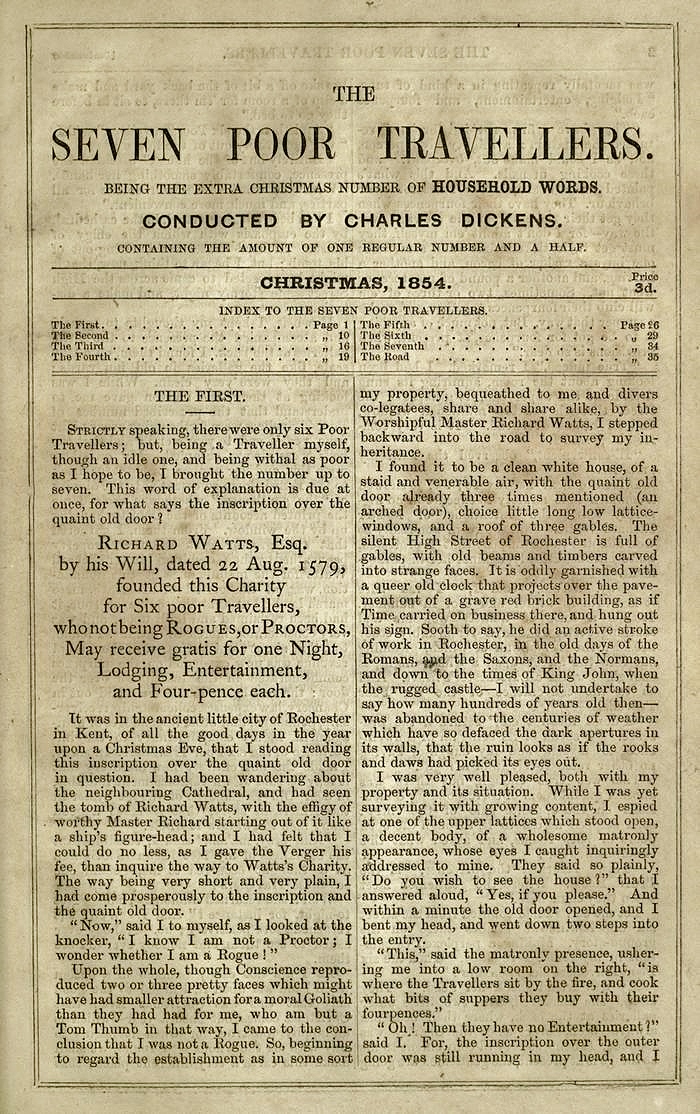 THE
SEVEN POOR TRAVELLERS.
BEING THE EXTRA CHRISTMAS NUMBER OF HOUSEHOLD WORDS.
CONDUCTED BY CHARLES DICKENS.
CONTAINING THE AMOUNT OF ONE REGULAR NUMBER AND A HALF.
CHRISTMAS, 1854.
Price
3d.
INDEX TO THE SEVEN POOR TRAVELLERS.
The First. . . . . . . . . . . . . . . Page 1
The Second . . . . . . . . . . . . . . „ 10
The Third . . . . . . . . . . . . . . „ 16
The Fourth . . . . . . . . . . . . . . „ 19
The Fifth . . . . . . . . . . . . . Page 26
The Sixth . . . . . . . . . . . . . „ 29
The Seventh . . . . . . . . . . . . „ 34
The Road . . . . . . . . . . . . . „ 35
THE FIRST.
STRICTLY speaking, there were only six Poor
Travellers; but, being a Traveller myself,
though an idle one, and being withal as poor
as I hope to be, I brought the number up to
seven. This word of explanation is due at
once, for what says the inscription over the
quaint old door?
RICHARD WATTS, Esq.
by his Will, dated 22 Aug. 1579,
founded this Charity
for Six poor Travellers,
who not being ROGUES, or PROCTORS,
May receive gratis for one Night,
Lodging, Entertainment,
and Four-pence each.
It was in the ancient little city of Rochester
in Kent, of all the good days in the year
upon a Christmas Eve, that I stood reading
this inscription over the quaint old door
in question. I had been wandering about
the neighbouring Cathedral, and had seen
the tomb of Richard Watts, with the effigy of
worthy Master Richard starting out of it like
a ship's figure-head; and I had felt that I
could do no less, as I gave the Verger his
fee, than inquire the way to Watts's Charity.
The way being very short and very plain, I
had come prosperously to the inscription and
the quaint old door.
"Now," said I to myself, as I looked at the
knocker, "I know I am not a Proctor; I
wonder whether I am a Rogue!"
Upon the whole, though Conscience repro-
duced two or three pretty faces which might
have had smaller attraction for a moral Goliath
than they had had for me, who am but a
Tom Thumb in that way, I came to the con-
clusion that I was not a Rogue. So, beginning
to regard the establishment as in some sort
my property, bequeathed to me and divers
co-legatees, share and share alike, by the
Worshipful Master Richard Watts, I stepped
backward into the road to survey my in-
heritance.
I found it to be a clean white house, of a
staid and venerable air, with the quaint old
door already three times mentioned (an
arched door), choice little long low lattice-
windows, and a roof of three gables. The
silent High Street of Rochester is full of
gables, with old beams and timbers carved
into strange faces. It is oddly garnished with
a queer old clock that projects over the pave-
ment out of a grave red brick building, as if
Time carried on business there, and hung out
his sign. Sooth to say, he did an active stroke
of work in Rochester, in the old days of the
Romans, and the Saxons, and the Normans,
and down to the times of King John, when
the rugged castle—I will not undertake to
say how many hundreds of years old then—
was abandoned to the centuries of weather
which have so defaced the dark apertures in
its walls, that the ruin looks as if the rooks
and daws had picked its eyes out.
I was very well pleased, both with my
property and its situation. While I was yet
surveying it with growing content, I espied
at one of the upper lattices which stood open,
a decent body, of a wholesome matronly
appearance, whose eyes I caught inquiringly
addressed to mine. They said so plainly,
"Do you wish to see the house?" that I
answered aloud, "Yes, if you please." And
within a minute the old door opened, and I
bent my head, and went down two steps into
the entry.
"This," said the matronly presence, usher-
ing me into a low room on the right, "is
where the Travellers sit by the fire, and cook
what bits of suppers they buy with their
fourpences."
"Oh! Then they have no Entertainment?"
said I. For, the inscription over the outer
door was still running in my head, and I